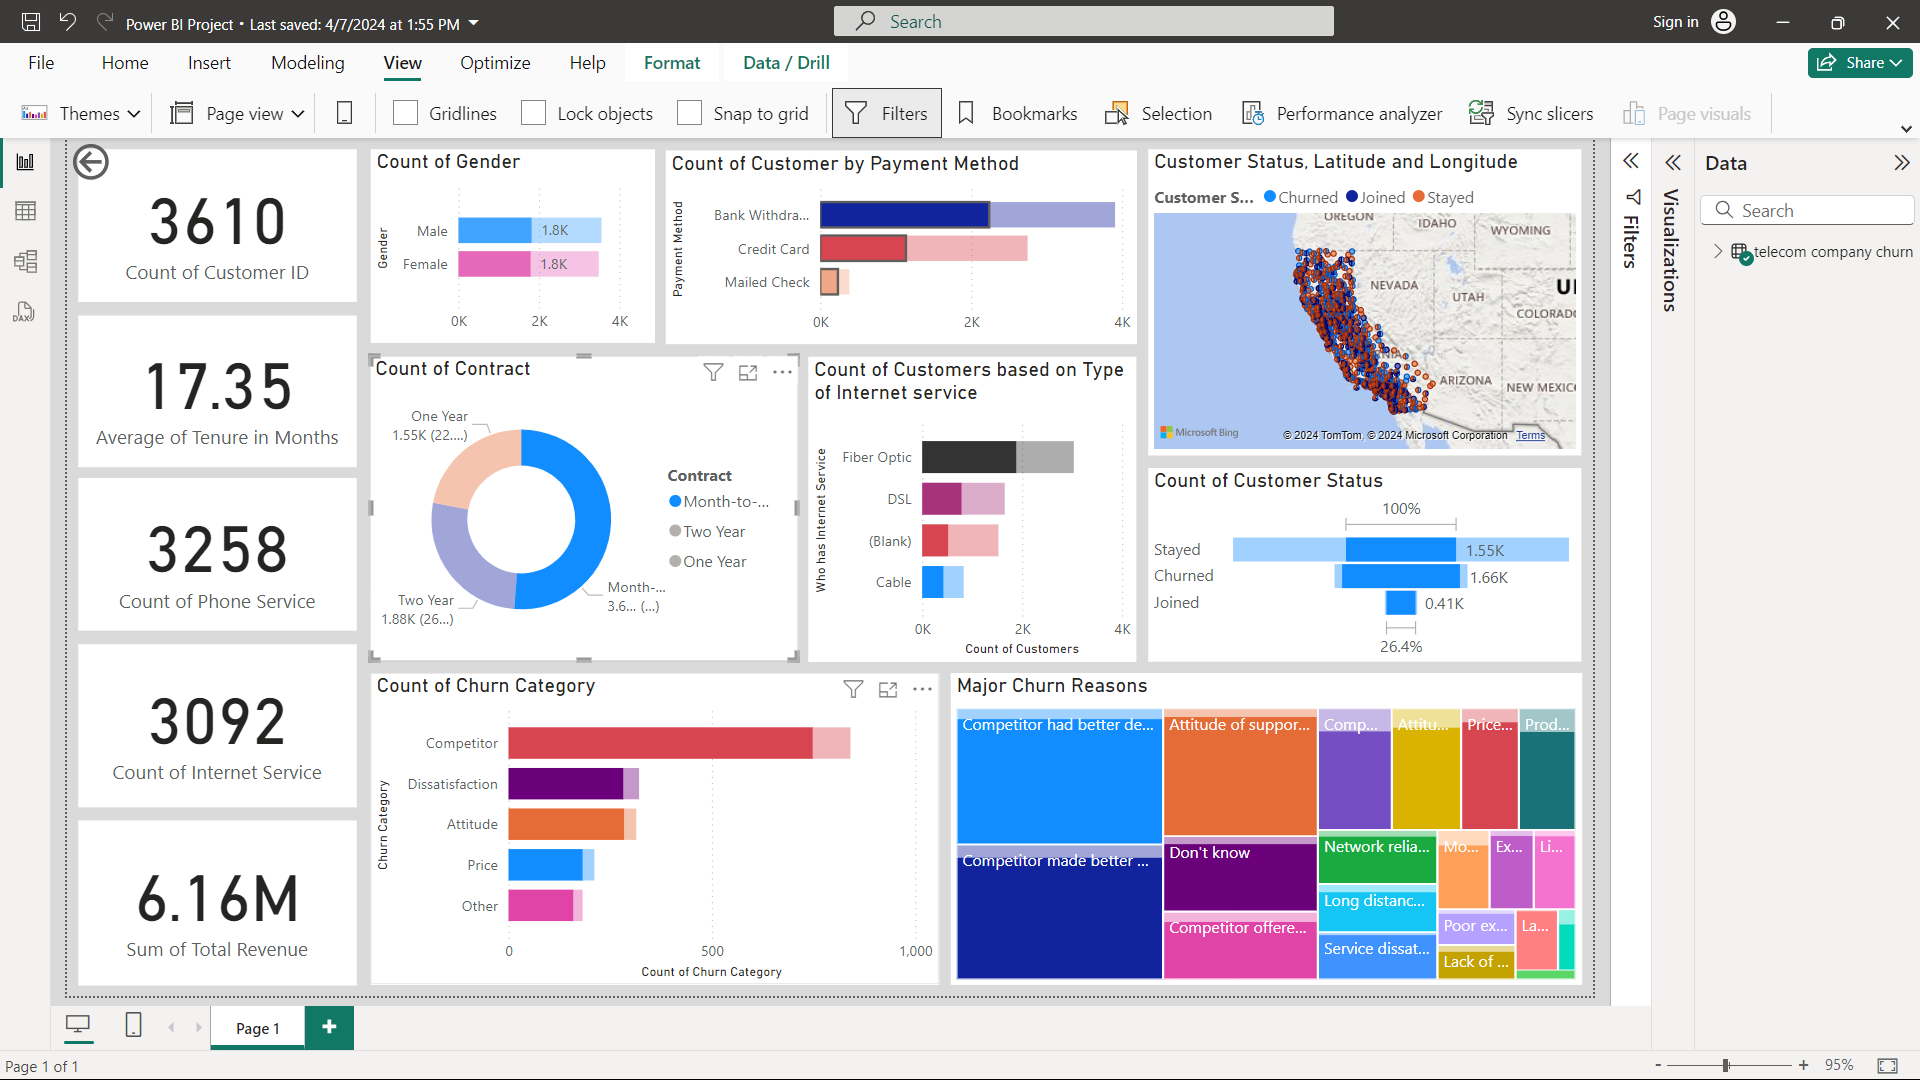 Power BI Project • Last saved: 4/7/2024 at 1:55 PM
Search
Sign in
File
Home
Insert
Modeling
View
Optimize
Help
Format
Data / Drill
Share
Themes
Page view
Gridlines
Lock objects
Snap to grid
Filters
Bookmarks
Selection
Performance analyzer
Sync slicers
Page visuals
DAX
3610
Count of Customer ID
17.35
Average of Tenure in Months
3258
Count of Phone Service
3092
Count of Internet Service
6.16M
Sum of Total Revenue
Count of Gender
Gender
Male
1.8K
Female
1.8K
0K
2K
4K
Count of Customer by Payment Method
Payment Method
Bank Withdra...
Credit Card
Mailed Check
0K
2K
4K
Customer Status, Latitude and Longitude
Customer S...
Churned
Joined
Stayed
OREGON
IDAHO
WYOMING
NEVADA
UTAH
COLORAD
ARIZONA
NEW MEXIC
Microsoft Bing
© 2024 TomTom, © 2024 Microsoft Corporation
Terms
Count of Contract
One Year
1.55K (22....)
Two Year
1.88K (26...)
Month-...
3.6... (...)
Contract
Month-to-...
Two Year
One Year
Count of Customers based on Type
of Internet service
Who has Internet Service
Fiber Optic
DSL
(Blank)
Cable
0K
2K
4K
Count of Customers
Count of Customer Status
100%
Stayed
1.55K
Churned
1.66K
Joined
0.41K
26.4%
Count of Churn Category
Churn Category
Competitor
Dissatisfaction
Attitude
Price
Other
0
500
1,000
Count of Churn Category
Major Churn Reasons
Competitor had better de...
Competitor made better ...
Attitude of suppor...
Don't know
Competitor offere...
Comp...
Attitu...
Price...
Prod...
Network relia...
Long distanc...
Service dissat...
Mo...
Ex...
Li...
Poor ex...
Lack of ...
La...
Filters
Visualizations
Data
Search
telecom company churn
Page 1
Page 1 of 1
95%